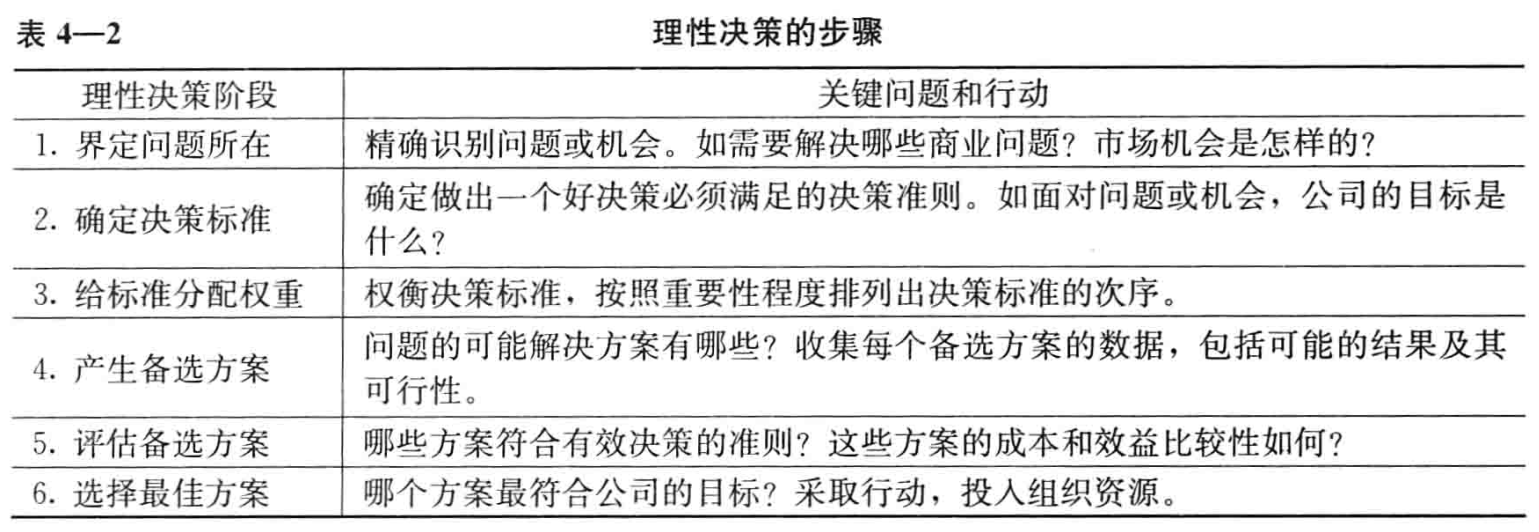 表 4—2 理性决策的步骤
理性决策阶段 关键问题和行动
1. 界定问题所在 精确识别问题或机会。如需要解决哪些商业问题？市场机会是怎样的？
2. 确定决策标准 确定做出一个好决策必须满足的决策准则。如面对问题或机会，公司的目标是
什么？
3. 给标准分配权重 权衡决策标准，按照重要性程度排列出决策标准的次序。
4. 产生备选方案 问题的可能解决方案有哪些？收集每个备选方案的数据，包括可能的结果及其
可行性。
5. 评估备选方案 哪些方案符合有效决策的准则？这些方案的成本和效益比较性如何？
6. 选择最佳方案 哪个方案最符合公司的目标？采取行动，投入组织资源。